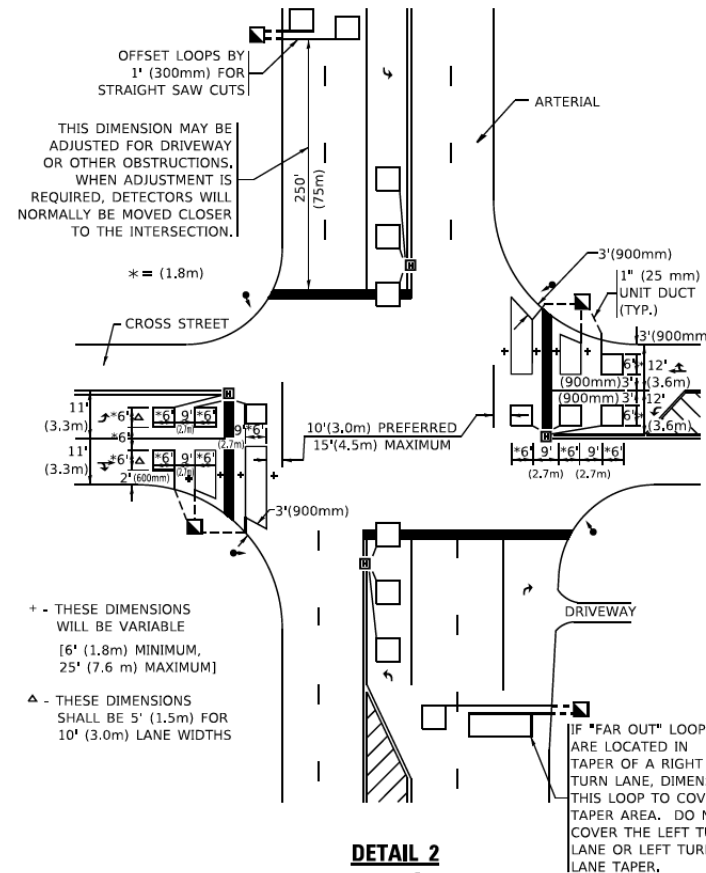 OFFSET LOOPS BY
1' (300mm) FOR
STRAIGHT SAW CUTS
THIS DIMENSION MAY BE
ADJUSTED FOR DRIVEWAY
OR OTHER OBSTRUCTIONS.
WHEN ADJUSTMENT IS
REQUIRED, DETECTORS WILL
NORMALLY BE MOVED CLOSER
TO THE INTERSECTION.
* = (1.8m)
250'
(75m)
ARTERIAL
CROSS STREET
3'(900mm)
1" (25 mm)
UNIT DUCT
(TYP.)
3'(900mm
6' 12'
(900mm) 3' (3.6m)
(900mm) 3' 12'
6' (3.6m)
*6' 9' *6' 9' *6'
(2.7m) (2.7m)
H
H
H
H
11'
(3.3m)
*6' △ *6' 9' *6'
(2.7m)
*6'
9' *6'
(2.7m)
11'
(3.3m)
*6' △ *6' 9' *6'
(2.7m)
2' (600mm)
10'(3.0m) PREFERRED
15'(4.5m) MAXIMUM
3'(900mm)
+ - THESE DIMENSIONS
WILL BE VARIABLE
[6' (1.8m) MINIMUM,
25' (7.6 m) MAXIMUM]
△ - THESE DIMENSIONS
SHALL BE 5' (1.5m) FOR
10' (3.0m) LANE WIDTHS
DRIVEWAY
IF "FAR OUT" LOOP
ARE LOCATED IN
TAPER OF A RIGHT
TURN LANE, DIMEN
THIS LOOP TO COV
TAPER AREA. DO N
COVER THE LEFT TU
LANE OR LEFT TUR
LANE TAPER.
DETAIL 2